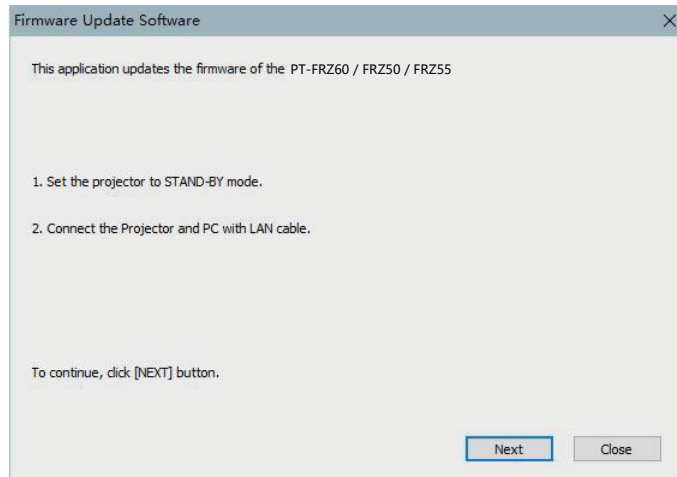 Firmware Update Software
This application updates the firmware of the PT-FRZ60 / FRZ50 / FRZ55
1. Set the projector to STAND-BY mode.
2. Connect the Projector and PC with LAN cable.
To continue, click [NEXT] button.
Next Close